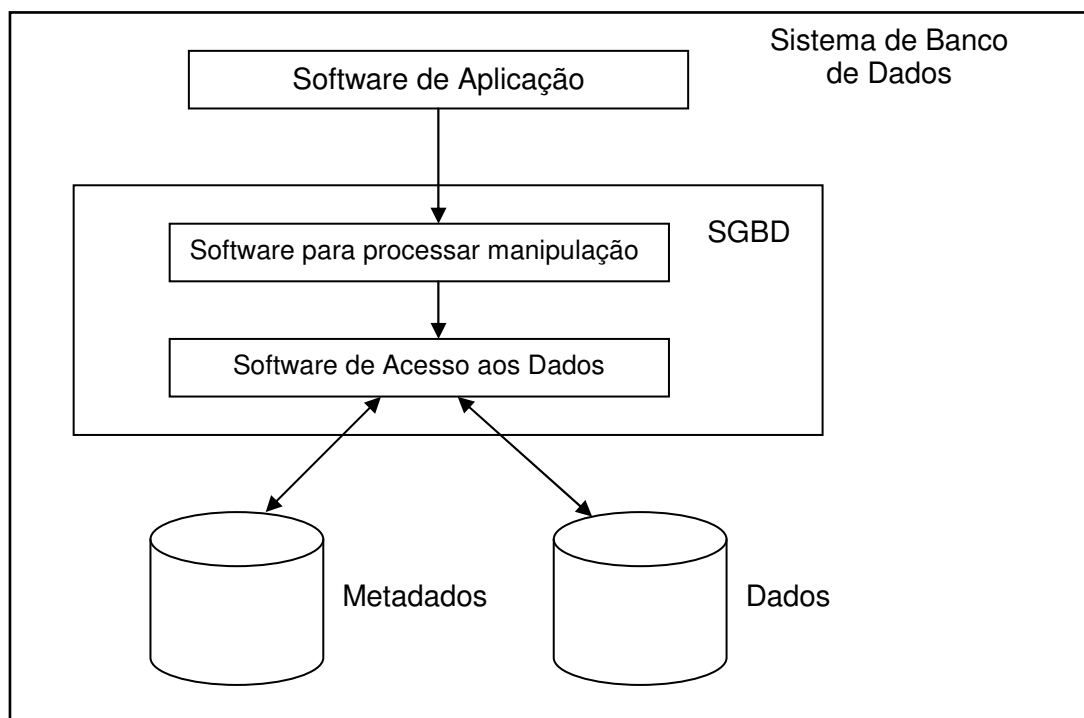 Sistema de Banco
de Dados
Software de Aplicação
SGBD
Software para processar manipulação
Software de Acesso aos Dados
Metadados
Dados